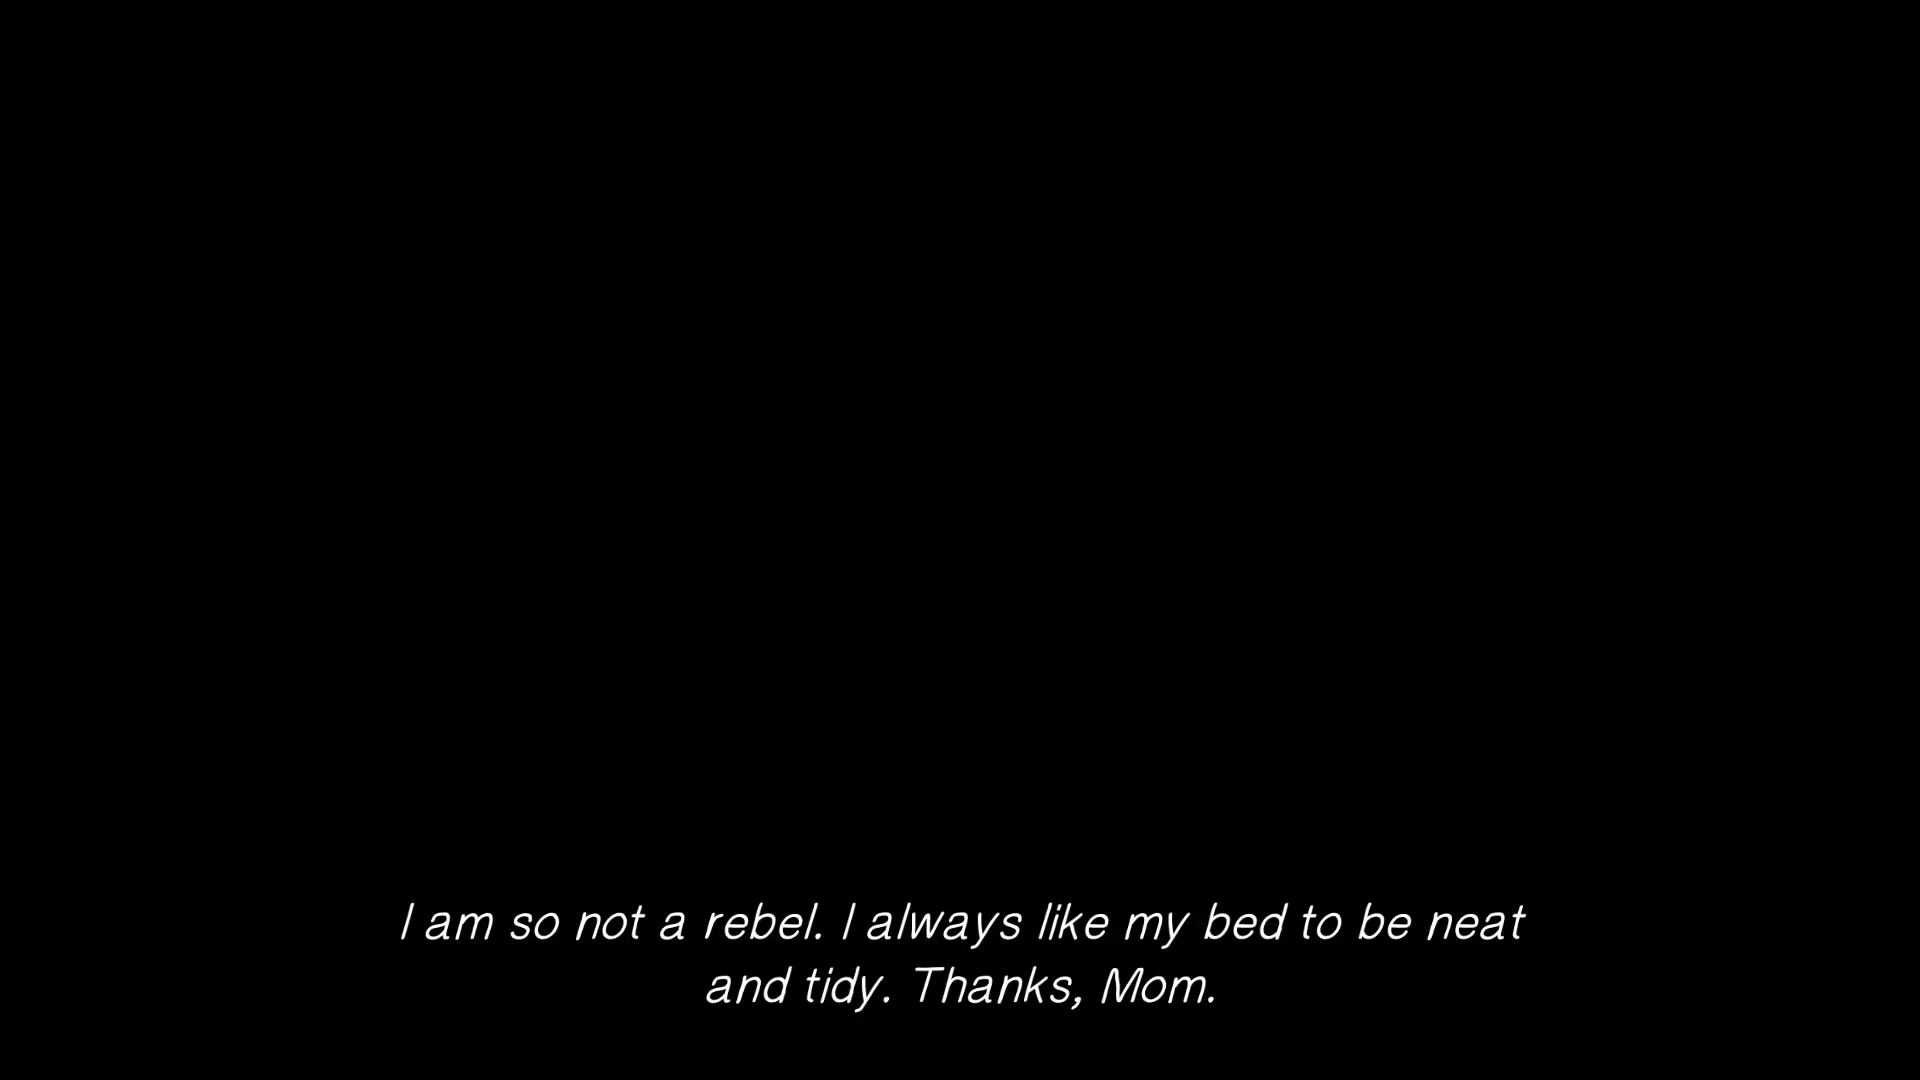 I am so not a rebel. I always like my bed to be neat
and tidy. Thanks, Mom.